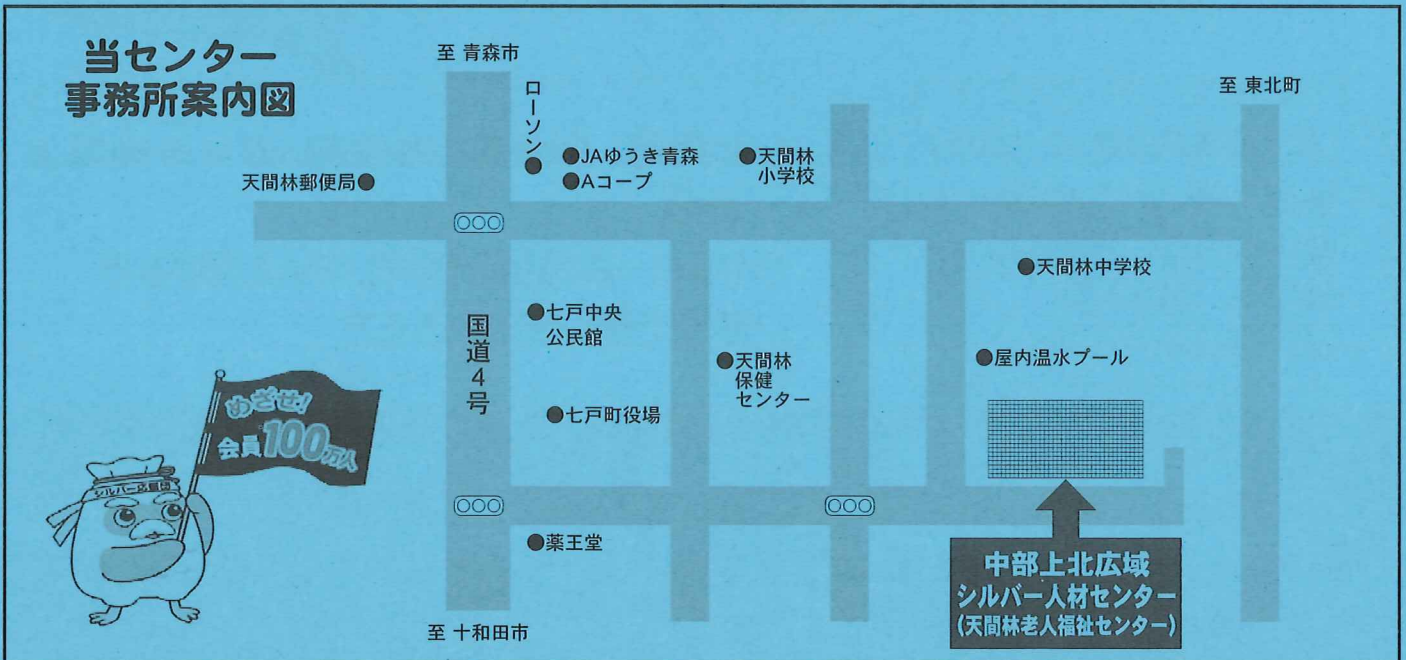 当センター
事務所案内図
至 青森市
至 東北町
ローソン
●JAゆうき青森
●Aコープ
●天間林
小学校
天間林郵便局●
●天間林中学校
国道4号
●七戸中央
公民館
●天間林
保健
センター
●屋内温水プール
●七戸町役場
めざせ!
会員100万人
シルバー応援団
●薬王堂
中部上北広域
シルバー人材センター
(天間林老人福祉センター)
至 十和田市